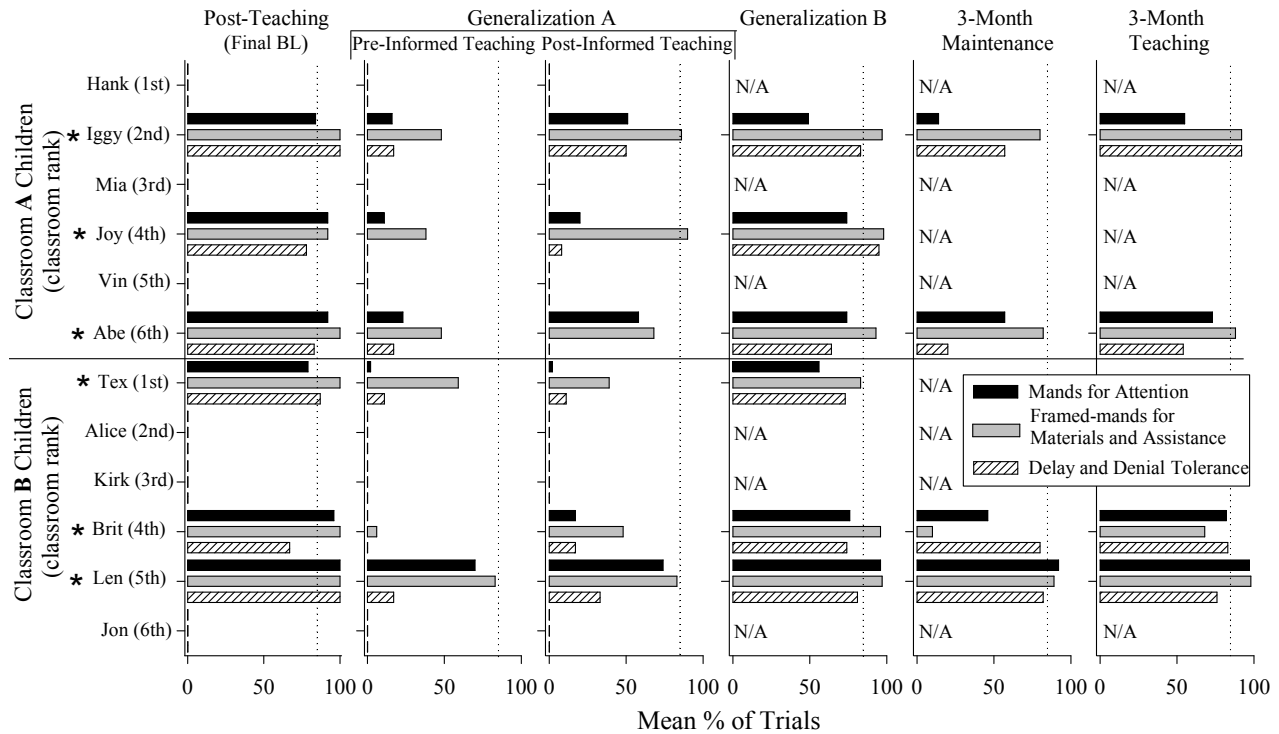 Post-Teaching
(Final BL)
Generalization A
Pre-Informed Teaching Post-Informed Teaching
Generalization B
3-Month
Maintenance
3-Month
Teaching
Classroom A Children
(classroom rank)
Hank (1st)
N/A N/A N/A
* Iggy (2nd)
Mia (3rd)
N/A N/A N/A
* Joy (4th)
N/A N/A
Vin (5th)
N/A N/A N/A
* Abe (6th)
Classroom B Children
(classroom rank)
* Tex (1st)
N/A
Alice (2nd)
N/A N/A
Kirk (3rd)
N/A N/A
* Brit (4th)
* Len (5th)
Jon (6th)
N/A N/A N/A
Mands for Attention
Framed-mands for
Materials and Assistance
Delay and Denial Tolerance
0 50 100 0 50 100 0 50 100 0 50 100 0 50 100 0 50 100
Mean % of Trials